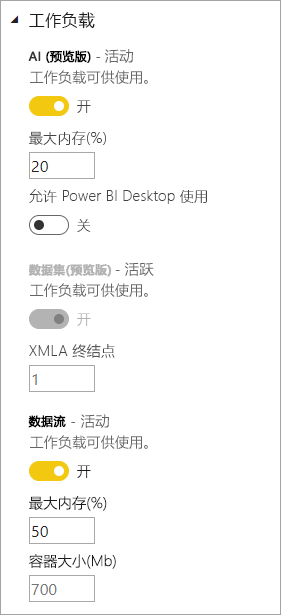 工作负载
AI (预览版) - 活动
工作负载可供使用。
开
最大内存(%)
20
允许 Power BI Desktop 使用
关
数据集(预览版) - 活跃
工作负载可供使用。
开
XMLA 终结点
1
数据流 - 活动
工作负载可供使用。
开
最大内存(%)
50
容器大小(Mb)
700